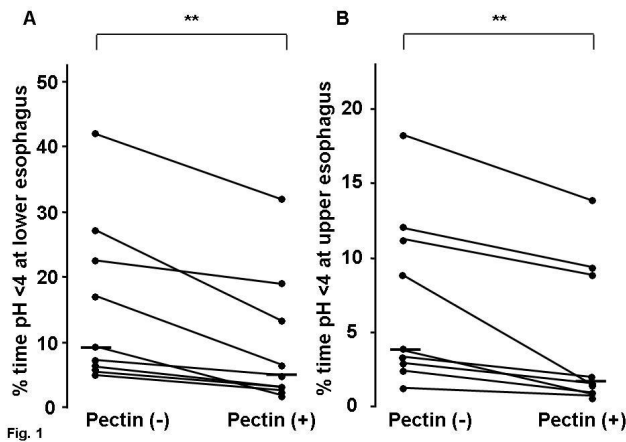 A
**
% time pH <4 at lower esophagus
50
40
30
20
10
0
Pectin (-) Pectin (+)
B
**
% time pH <4 at upper esophagus
20
15
10
5
0
Pectin (-) Pectin (+)
Fig. 1